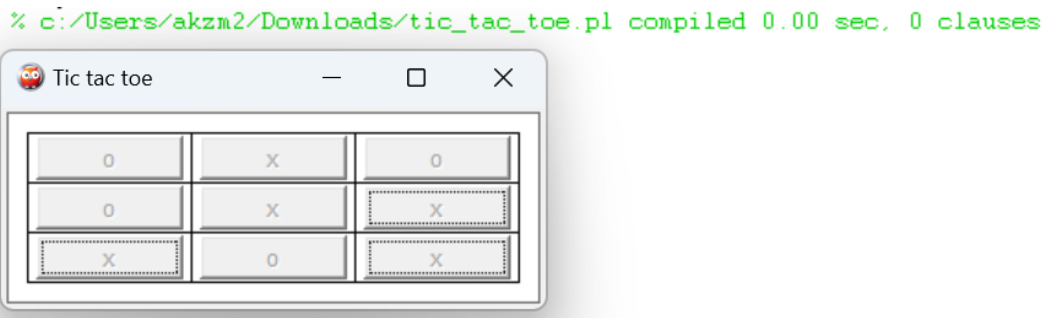 % c:/Users/akzm2/Downloads/tic_tac_toe.pl compiled 0.00 sec, 0 clauses
Tic tac toe
o x o
o x x
x o x